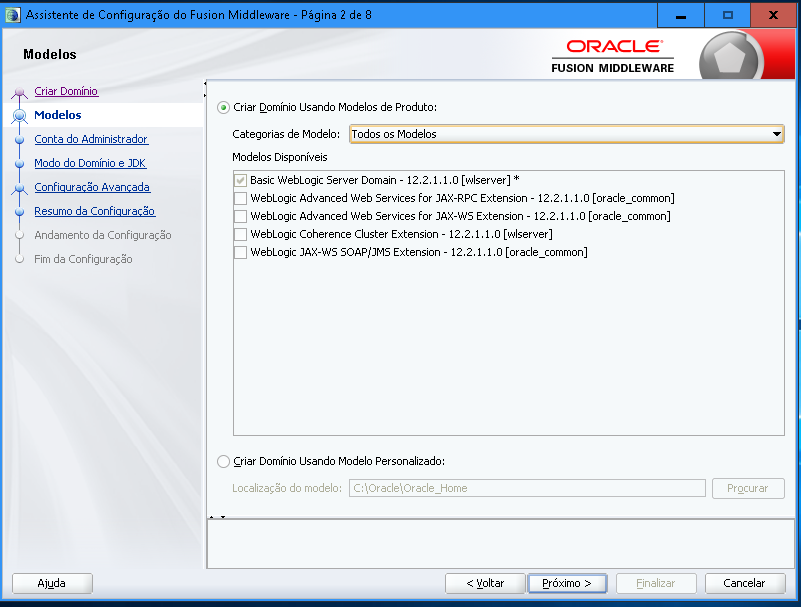 Assistente de Configuração do Fusion Middleware - Página 2 de 8
Modelos
ORACLE
FUSION MIDDLEWARE
Criar Domínio
Modelos
Conta do Administrador
Modo do Domínio e JDK
Configuração Avançada
Resumo da Configuração
Andamento da Configuração
Fim da Configuração
Criar Domínio Usando Modelos de Produto:
Categorias de Modelo: Todos os Modelos
Modelos Disponíveis
Basic WebLogic Server Domain - 12.2.1.1.0 [wlserver] *
WebLogic Advanced Web Services for JAX-RPC Extension - 12.2.1.1.0 [oracle_common]
WebLogic Advanced Web Services for JAX-WS Extension - 12.2.1.1.0 [oracle_common]
WebLogic Coherence Cluster Extension - 12.2.1.1.0 [wlserver]
WebLogic JAX-WS SOAP/JMS Extension - 12.2.1.1.0 [oracle_common]
Criar Domínio Usando Modelo Personalizado:
Localização do modelo: C:\Oracle\Oracle_Home Procurar
Ajuda < Voltar Próximo > Finalizar Cancelar